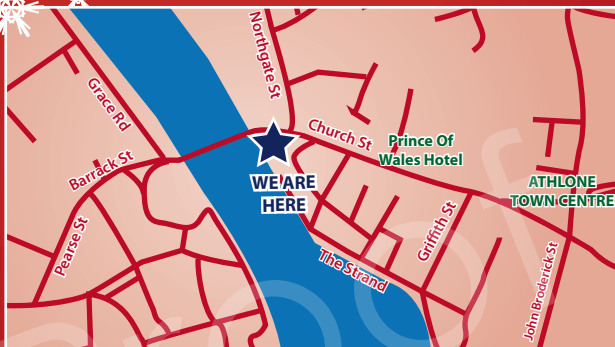 Northgate St
Grace Rd
Church St
Prince Of
Wales Hotel
Barrack St
WE ARE
HERE
ATHLONE
TOWN CENTRE
Pearse St
Griffith St
The Strand
John Broderick St
proof